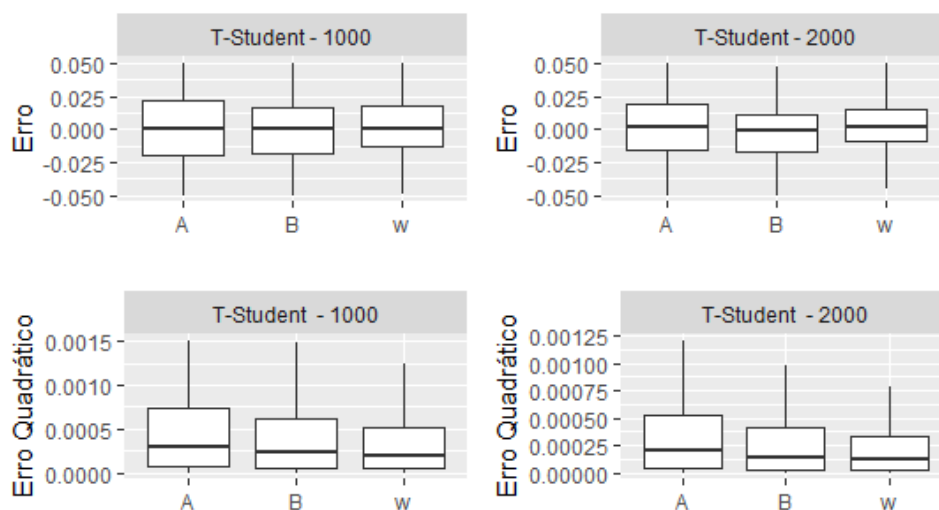 T-Student - 1000
Erro
0.050
0.025
0.000
-0.025
-0.050
A B w
T-Student - 2000
Erro
0.050
0.025
0.000
-0.025
-0.050
A B w
T-Student - 1000
Erro Quadrático
0.0015
0.0010
0.0005
0.0000
A B w
T-Student - 2000
Erro Quadrático
0.00125
0.00100
0.00075
0.00050
0.00025
0.00000
A B w